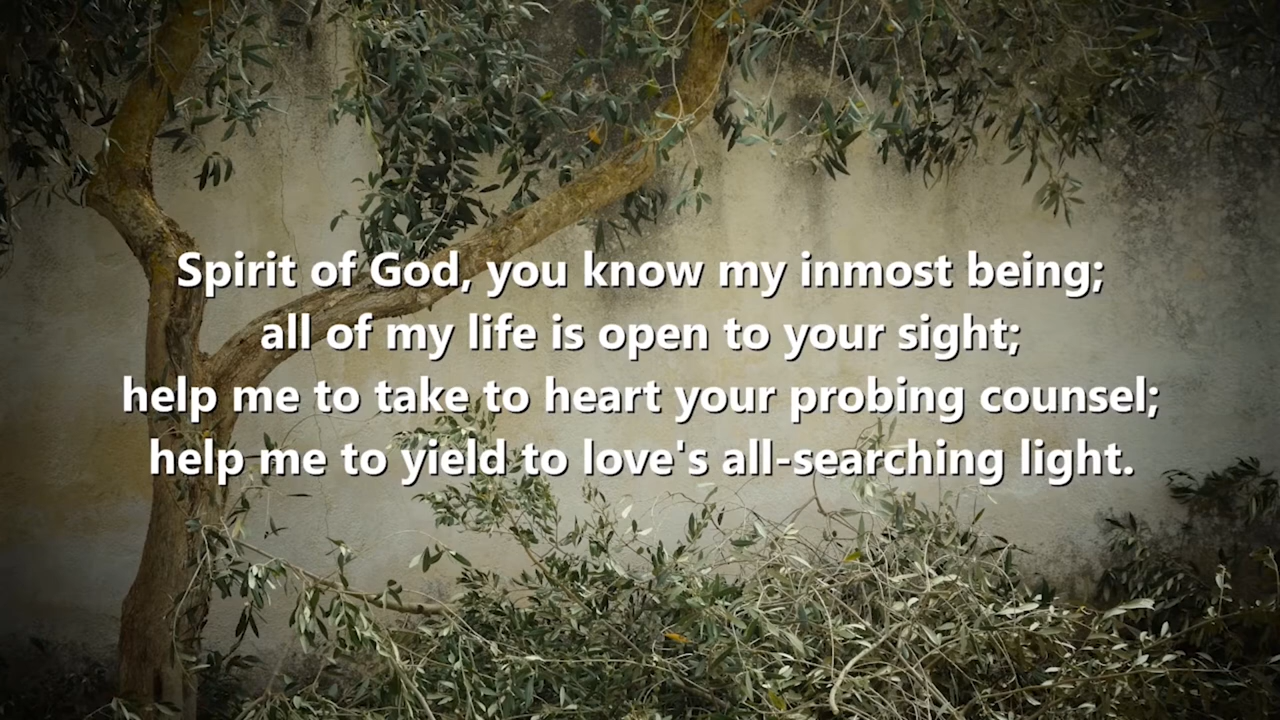 Spirit of God, you know my inmost being;
all of my life is open to your sight;
help me to take to heart your probing counsel;
help me to yield to love's all-searching light.